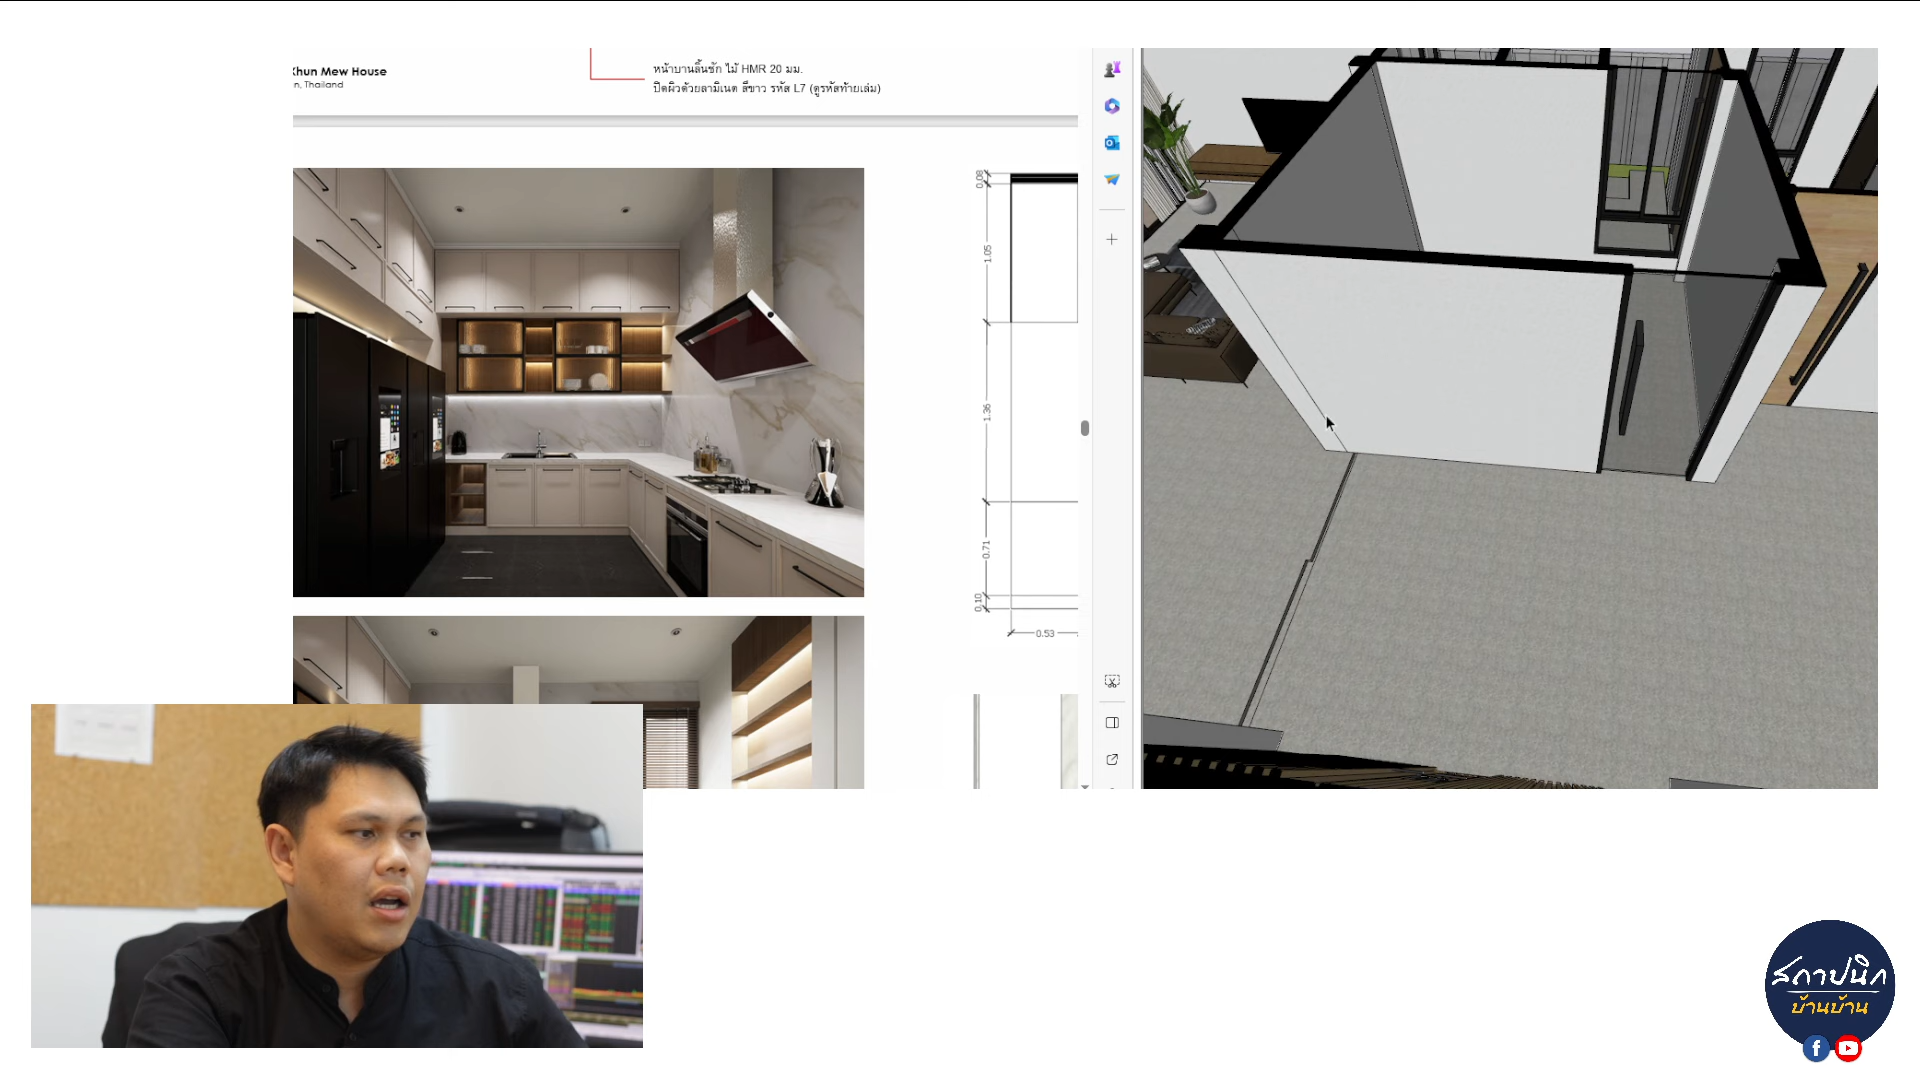 Khun Mew House
n, Thailand
หน้าบานลิ้นชัก ไม้ HMR 20 มม.
ปิดผิวด้วยลามิเนต สีขาว รหัส L7 (ดูรหัสท้ายเล่ม)
0.08
1.05
1.36
0.71
0.10
0.53
สถาปนิก
บ้านบ้าน